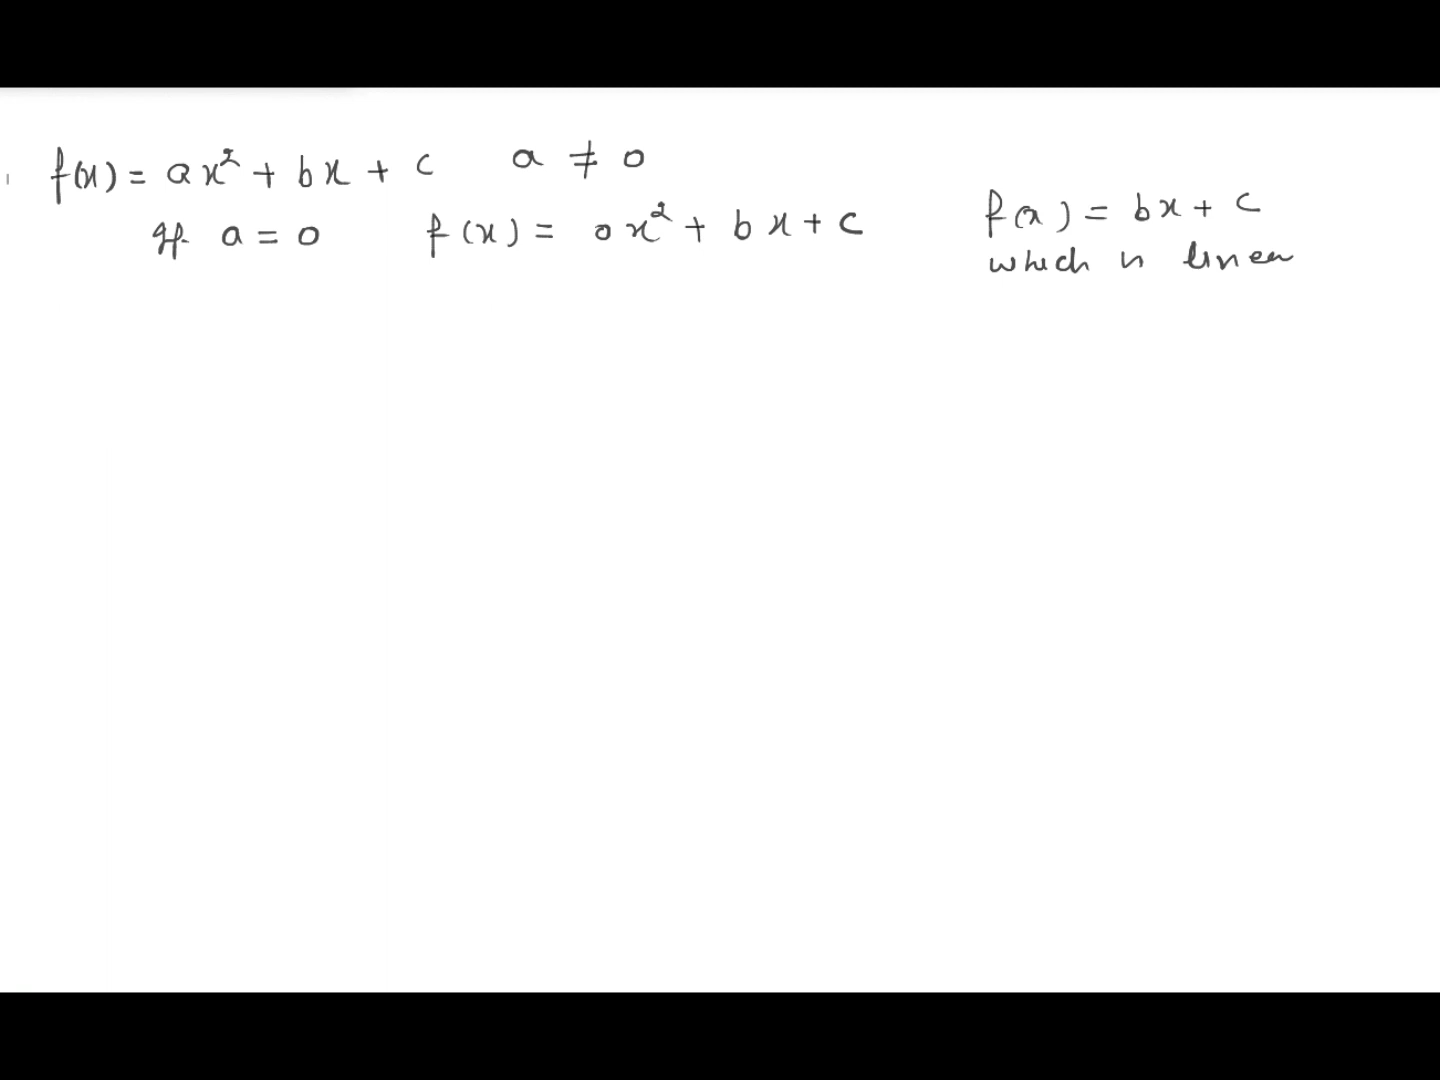 f(x) = ax² + bx + c   a ≠ 0
If a = 0   f(x) = 0x² + bx + c   f(x) = bx + c
which is linear